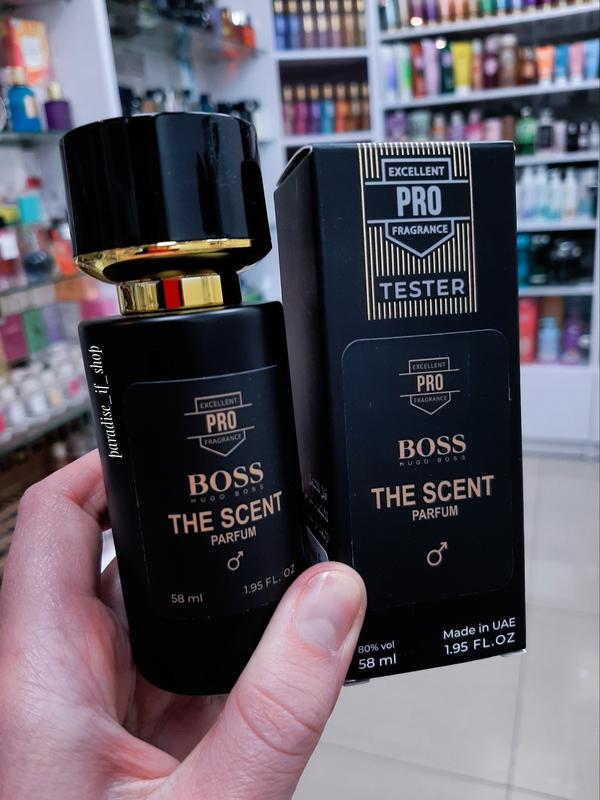 paradise_if_shop
EXCELLENT
PRO
FRAGRANCE
BOSS
HUGO BOSS
THE SCENT
PARFUM
58 ml
1.95 FL. OZ
EXCELLENT
PRO
FRAGRANCE
TESTER
EXCELLENT
PRO
FRAGRANCE
BOSS
HUGO BOSS
THE SCENT
PARFUM
80% vol
58 ml
Made in UAE
1.95 FL.OZ